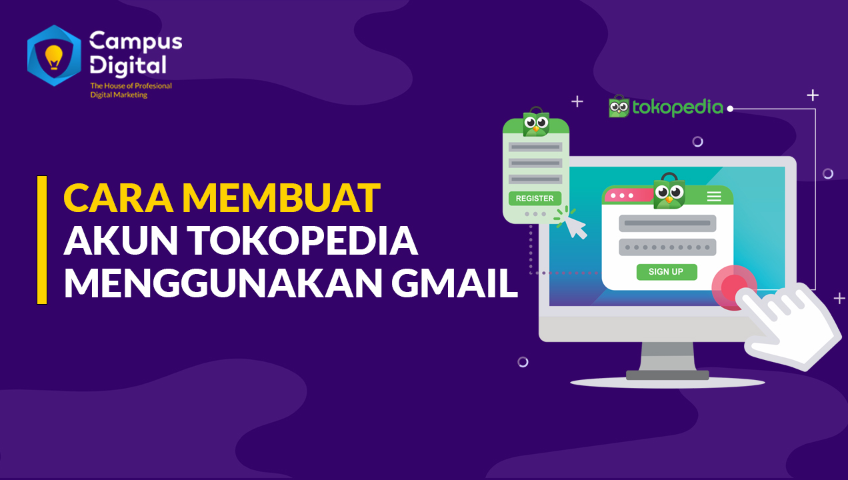 Campus
Digital
The House of Profesional
Digital Marketing
tokopedia
CARA MEMBUAT
AKUN TOKOPEDIA
MENGGUNAKAN GMAIL
REGISTER
SIGN UP